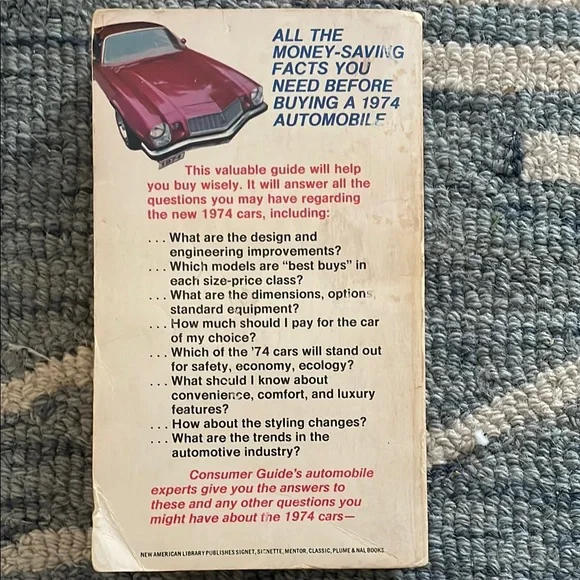 ALL THE
MONEY-SAVING
FACTS YOU
NEED BEFORE
BUYING A 1974
AUTOMOBILE
1974
This valuable guide will help
you buy wisely. It will answer all the
questions you may have regarding
the new 1974 cars, including:
... What are the design and
engineering improvements?
... Which models are "best buys" in
each size-price class?
... What are the dimensions, options,
standard equipment?
... How much should I pay for the car
of my choice?
... Which of the '74 cars will stand out
for safety, economy, ecology?
... What should I know about
convenience, comfort, and luxury
features?
... How about the styling changes?
... What are the trends in the
automotive industry?
Consumer Guide's automobile
experts give you the answers to
these and any other questions you
might have about the 1974 cars—
NEW AMERICAN LIBRARY PUBLISHES SIGNET, SIGNETTE, MENTOR, CLASSIC, PLUME & NAL BOOKS